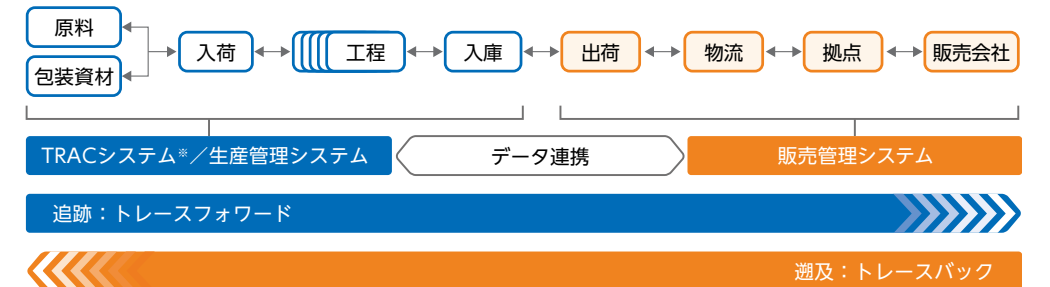 原料
包装資材
入荷
工程
入庫
出荷
物流
拠点
販売会社
TRACシステム※／生産管理システム
データ連携
販売管理システム
追跡：トレースフォワード
遡及：トレースバック